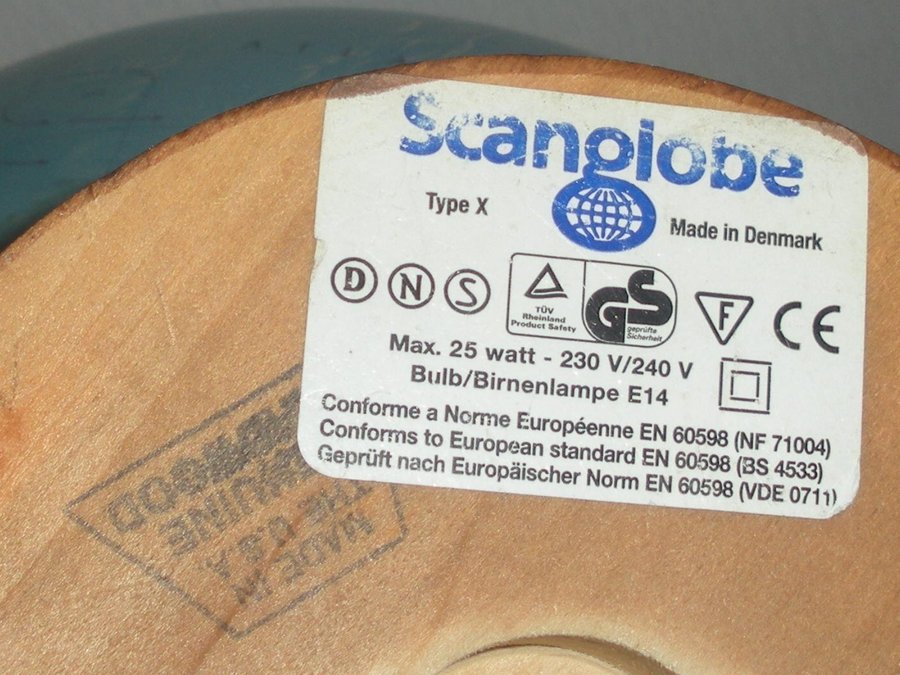 Scanglobe
Type X
Made in Denmark
D N S
TÜV
Rheinland
Product Safety
GS
geprüfte
Sicherheit
F
CE
Max. 25 watt - 230 V/240 V
Bulb/Birnenlampe E14
Conforme a Norme Européenne EN 60598 (NF 71004)
Conforms to European standard EN 60598 (BS 4533)
Geprüft nach Europäischer Norm EN 60598 (VDE 0711)
MADE IN
THE U.S.A